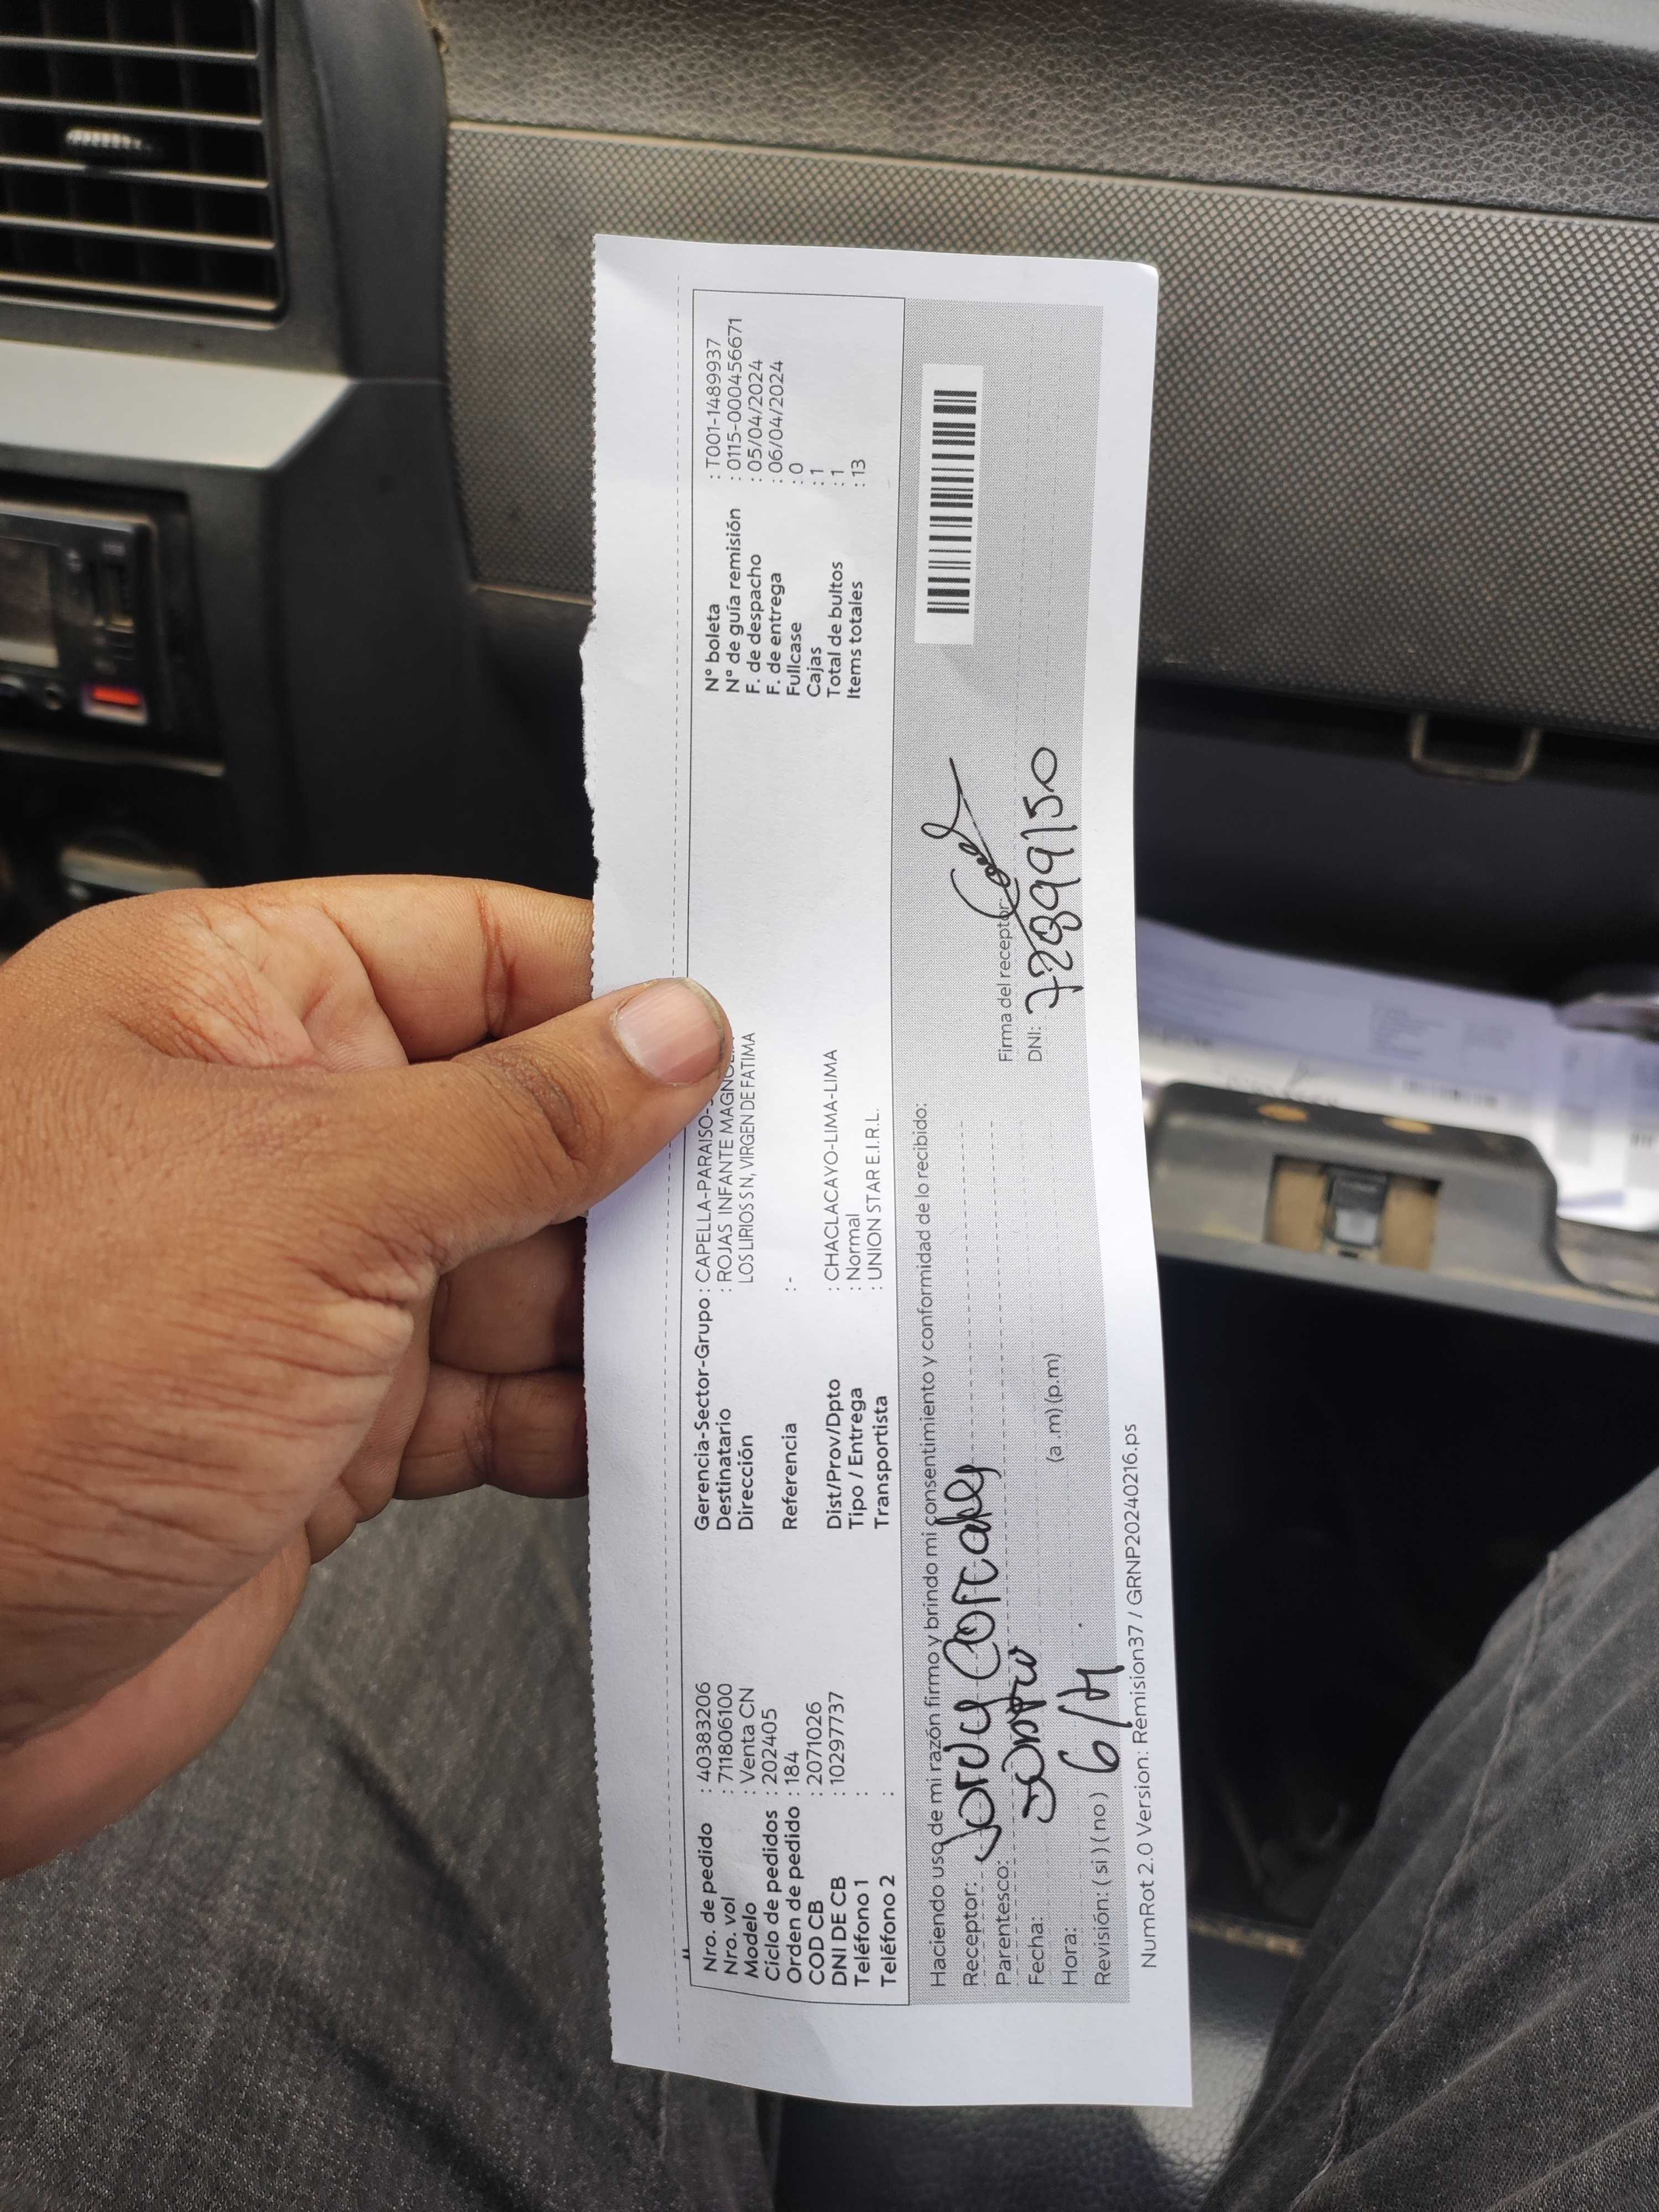 Nro. de pedido : 40383206
Nro. vol : 711806100
Modelo : Venta CN
Ciclo de pedidos : 202405
Orden de pedido : 184
COD CB : 2071026
DNI DE CB : 10297737
Teléfono 1 :
Teléfono 2 :
Gerencia-Sector-Grupo : CAPELLA-PARAISO-
Destinatario : ROJAS INFANTE
Dirección LOS LIRIOS S N, VIRGEN DE FATIMA
Referencia : -
Dist/Prov/Dpto : CHACLACAYO-LIMA-LIMA
Tipo / Entrega : Normal
Transportista : UNION STAR E.I.R.L.
N° boleta : T001-1489937
N° de guía remisión : 0115-000456671
F. de despacho : 05/04/2024
F. de entrega : 06/04/2024
Fullcase : 0
Cajas : 1
Total de bultos : 1
Items totales : 13
Haciendo uso de mi razón firmo y brindo mi consentimiento y conformidad de lo recibido:
Receptor:
Parentesco:
Fecha: 6/4
Hora: (a .m) (p.m)
Revisión: ( si ) ( no )
Firma del receptor:
DNI: 72899150
NumRot 2.0 Version: Remision37 / GRNP20240216.ps